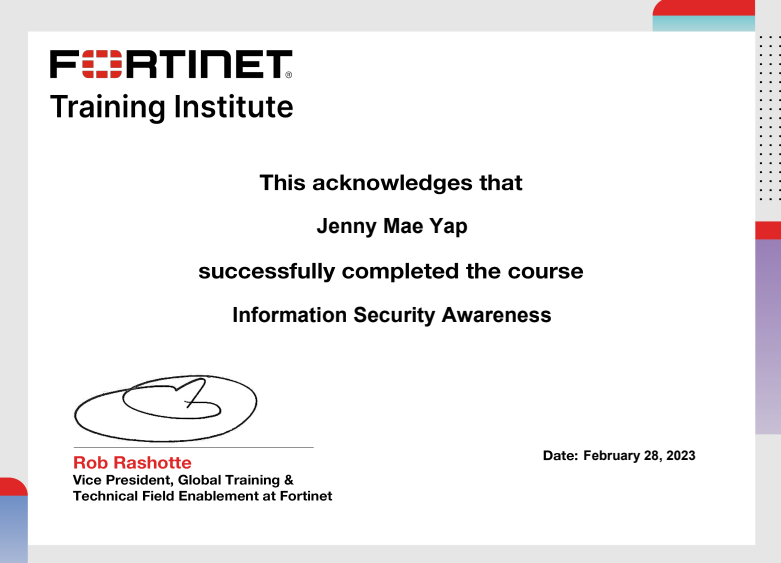 FORTINET®
Training Institute
This acknowledges that
Jenny Mae Yap
successfully completed the course
Information Security Awareness
Rob Rashotte
Vice President, Global Training &
Technical Field Enablement at Fortinet
Date: February 28, 2023